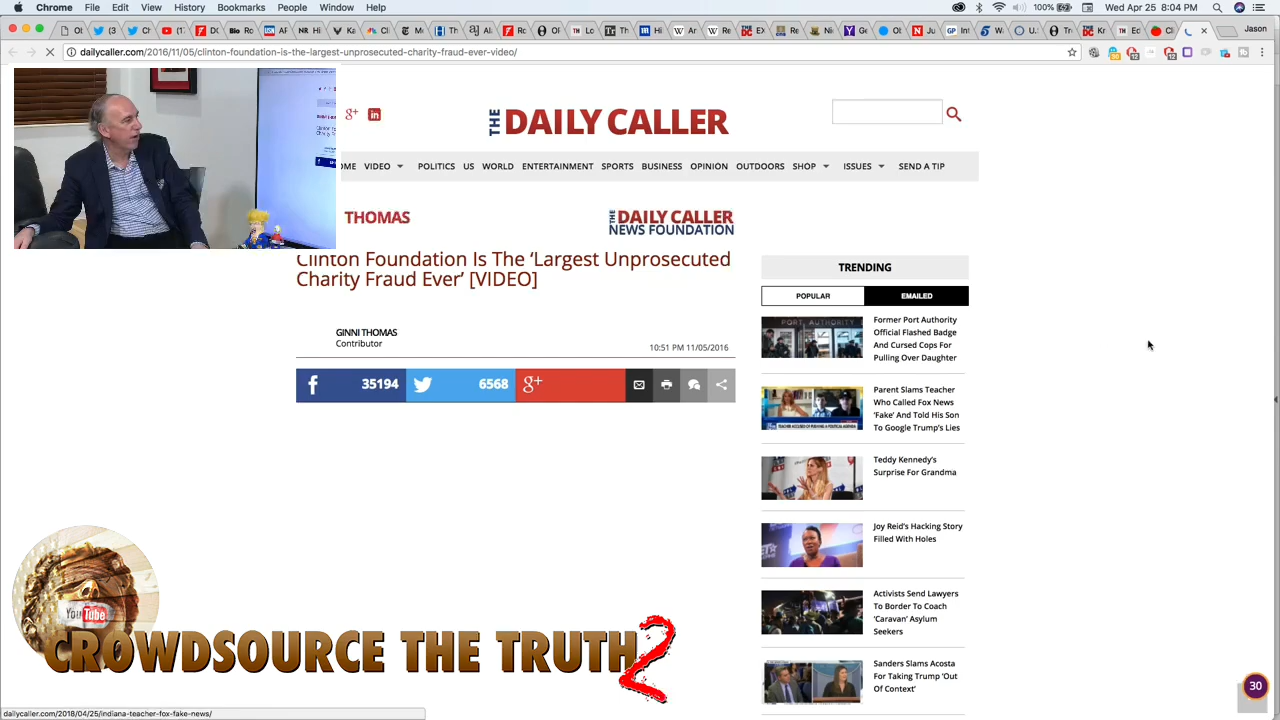 Chrome File Edit View History Bookmarks People Window Help
100% Wed Apr 25 8:04 PM
Jason
dailycaller.com/2016/11/05/clinton-foundation-is-the-largest-unprosecuted-charity-fraud-ever-video/
THE DAILY CALLER
OME VIDEO POLITICS US WORLD ENTERTAINMENT SPORTS BUSINESS OPINION OUTDOORS SHOP ISSUES SEND A TIP
THOMAS
THE DAILY CALLER
NEWS FOUNDATION
Clinton Foundation Is The ‘Largest Unprosecuted
Charity Fraud Ever’ [VIDEO]
GINNI THOMAS
Contributor
10:51 PM 11/05/2016
35194
6568
TRENDING
POPULAR EMAILED
Former Port Authority
Official Flashed Badge
And Cursed Cops For
Pulling Over Daughter
Parent Slams Teacher
Who Called Fox News
‘Fake’ And Told His Son
To Google Trump’s Lies
Teddy Kennedy’s
Surprise For Grandma
Joy Reid’s Hacking Story
Filled With Holes
Activists Send Lawyers
To Border To Coach
‘Caravan’ Asylum
Seekers
Sanders Slams Acosta
For Taking Trump ‘Out
Of Context’
PORT AUTHORITY
YouTube
CROWDSOURCE THE TRUTH 2
30
dailycaller.com/2018/04/25/indiana-teacher-fox-fake-news/